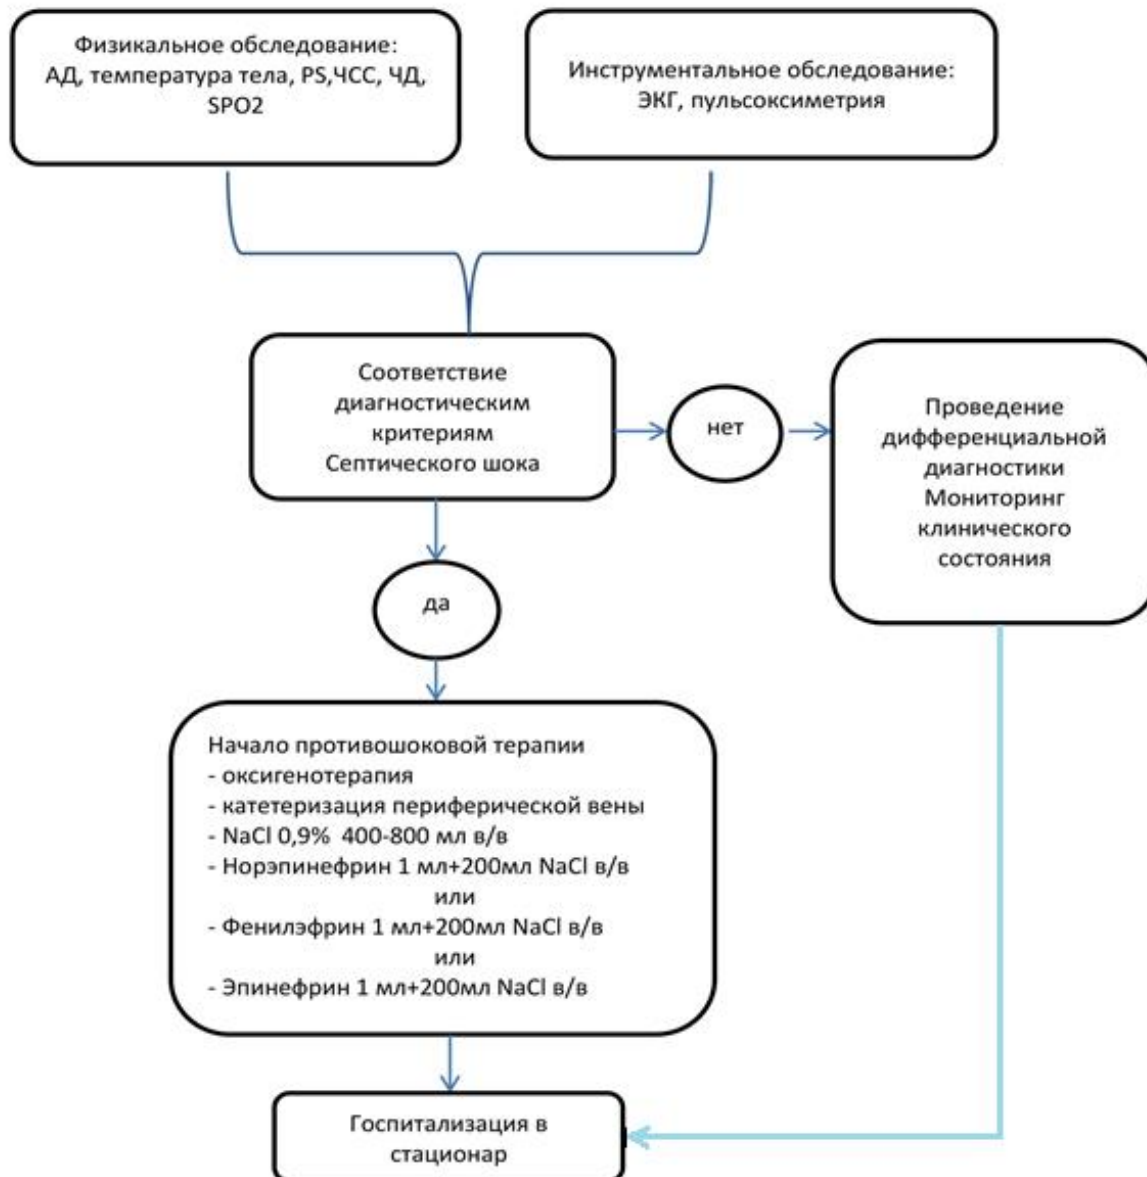 Физикальное обследование:
АД, температура тела, PS,ЧСС, ЧД,
SPO2
Инструментальное обследование:
ЭКГ, пульсоксиметрия
Соответствие
диагностическим
критериям
Септического шока
нет
Проведение
дифференциальной
диагностики
Мониторинг
клинического
состояния
да
Начало противошоковой терапии
- оксигенотерапия
- катетеризация периферической вены
- NaCl 0,9%  400-800 мл в/в
- Норэпинефрин 1 мл+200мл NaCl в/в
или
- Фенилэфрин 1 мл+200мл NaCl в/в
или
- Эпинефрин 1 мл+200мл NaCl в/в
Госпитализация в
стационар